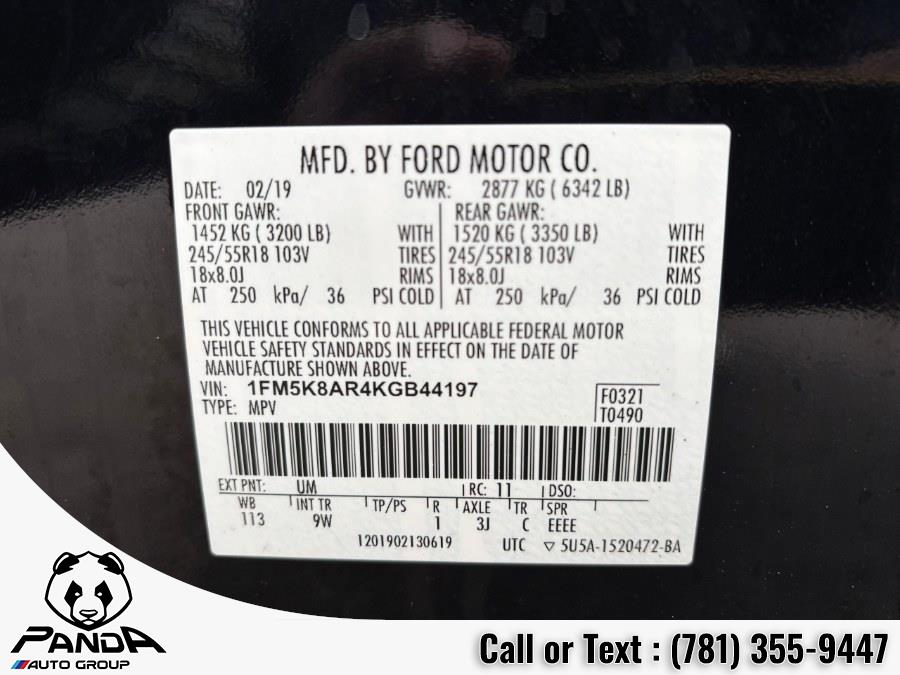 MFD. BY FORD MOTOR CO.
DATE: 02/19 GVWR: 2877 KG ( 6342 LB)
FRONT GAWR: REAR GAWR:
1452 KG ( 3200 LB) WITH 1520 KG ( 3350 LB) WITH
245/55R18 103V TIRES 245/55R18 103V TIRES
18x8.0J RIMS 18x8.0J RIMS
AT 250 kPa/ 36 PSI COLD AT 250 kPa/ 36 PSI COLD
THIS VEHICLE CONFORMS TO ALL APPLICABLE FEDERAL MOTOR
VEHICLE SAFETY STANDARDS IN EFFECT ON THE DATE OF
MANUFACTURE SHOWN ABOVE.
VIN: 1FM5K8AR4KGB44197 F0321
TYPE: MPV T0490
EXT PNT: UM RC: 11 DSO:
WB INT TR TP/PS R AXLE TR SPR
113 9W 1 3J C EEEE
1201902130619 UTC ▽ 5U5A-1520472-BA
PANDA
AUTO GROUP
Call or Text : (781) 355-9447